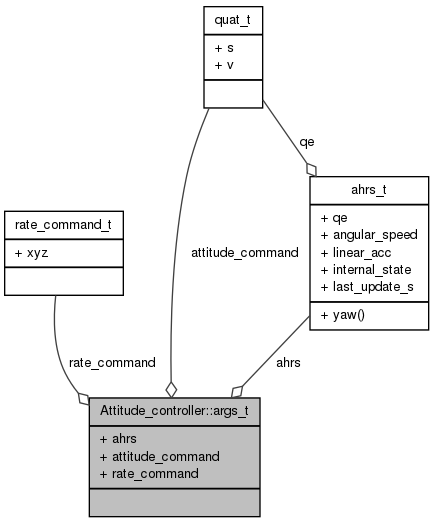 quat_t
+ s
+ v
qe
ahrs_t
+ qe
+ angular_speed
+ linear_acc
+ internal_state
+ last_update_s
+ yaw()
rate_command_t
+ xyz
attitude_command
rate_command
ahrs
Attitude_controller::args_t
+ ahrs
+ attitude_command
+ rate_command